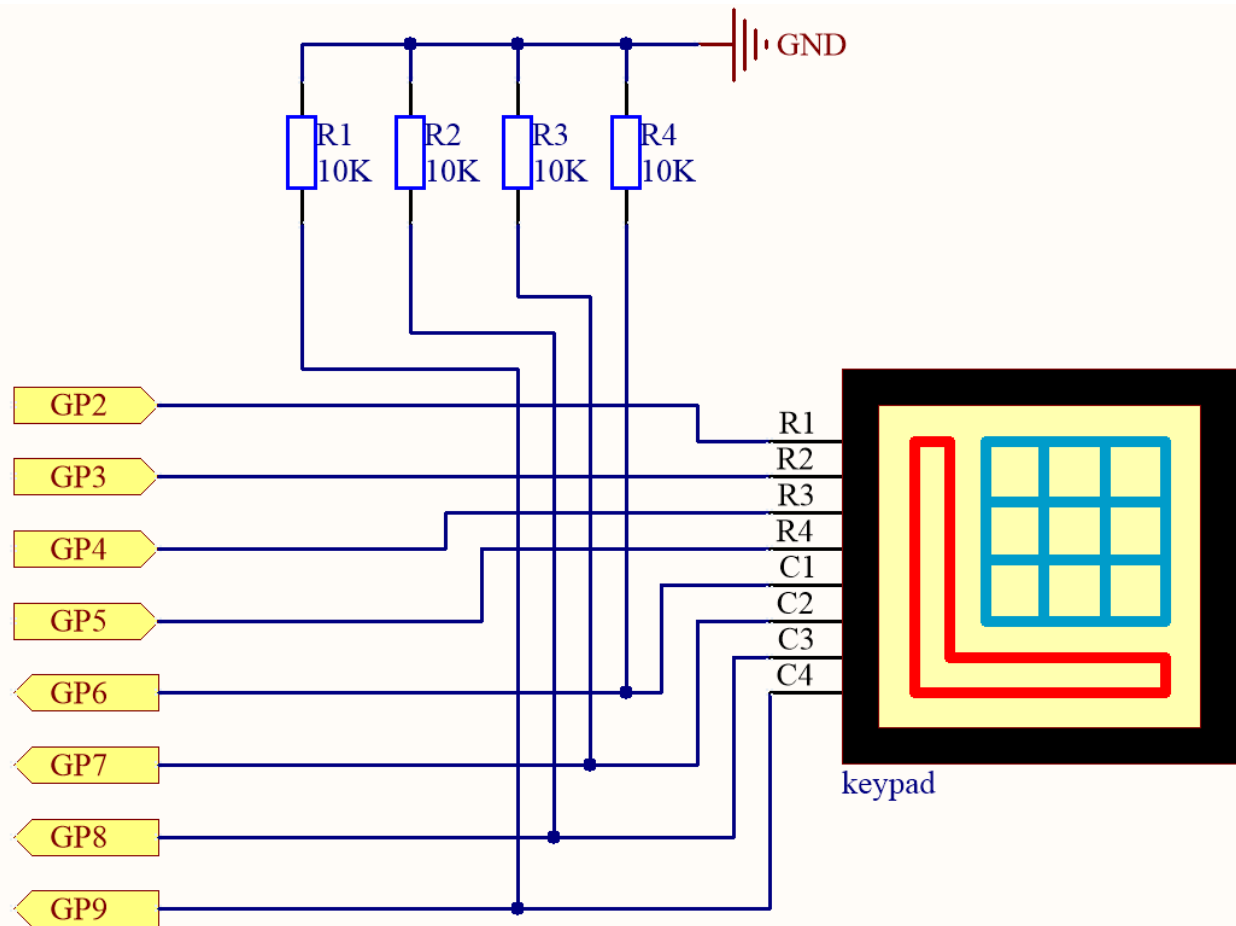 GND
R1
10K
R2
10K
R3
10K
R4
10K
GP2
GP3
GP4
GP5
GP6
GP7
GP8
GP9
R1
R2
R3
R4
C1
C2
C3
C4
keypad